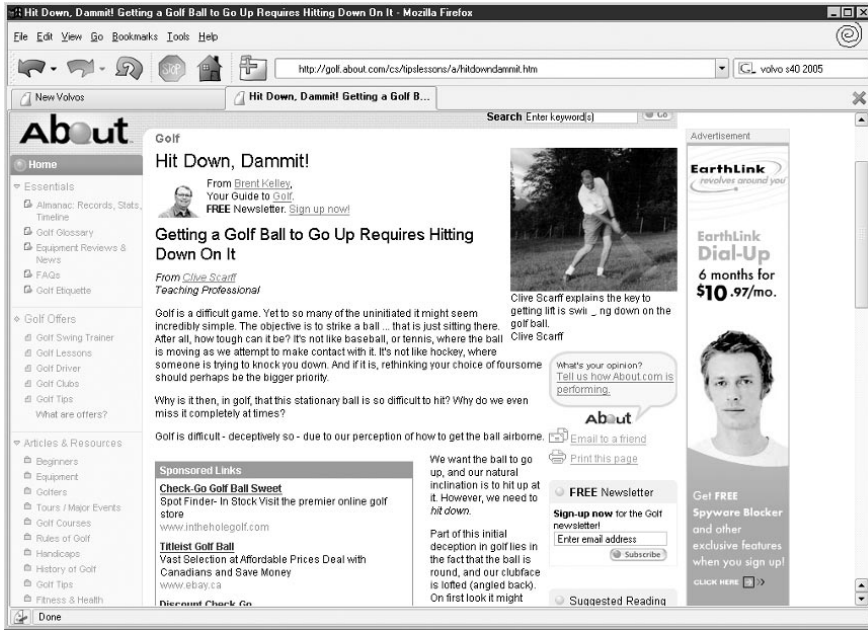 Hit Down, Dammit! Getting a Golf Ball to Go Up Requires Hitting Down On It - Mozilla Firefox
File Edit View Go Bookmarks Tools Help
STOP
http://golf.about.com/cs/tipslessons/a/hitdowndammit.htm
G volvo s40 2005
New Volvos
Hit Down, Dammit! Getting a Golf B...
About
Search Enter keyword(s) Go
Home
Essentials
Almanac: Records, Stats,
Timeline
Golf Glossary
Equipment Reviews &
News
FAQs
Golf Etiquette
Golf Offers
Golf Swing Trainer
Golf Lessons
Golf Driver
Golf Clubs
Golf Tips
What are offers?
Articles & Resources
Beginners
Equipment
Golfers
Tours / Major Events
Golf Courses
Rules of Golf
Handicaps
History of Golf
Golf Tips
Fitness & Health
Golf
Hit Down, Dammit!
From Brent Kelley,
Your Guide to Golf.
FREE Newsletter. Sign up now!
Getting a Golf Ball to Go Up Requires Hitting
Down On It
From Clive Scarff
Teaching Professional
Golf is a difficult game. Yet to so many of the uninitiated it might seem
incredibly simple. The objective is to strike a ball ... that is just sitting there.
After all, how tough can it be? It's not like baseball, or tennis, where the ball
is moving as we attempt to make contact with it. It's not like hockey, where
someone is trying to knock you down. And if it is, rethinking your choice of foursome
should perhaps be the bigger priority.
Why is it then, in golf, that this stationary ball is so difficult to hit? Why do we even
miss it completely at times?
Golf is difficult - deceptively so - due to our perception of how to get the ball airborne.
Sponsored Links
Check-Go Golf Ball Sweet
Spot Finder- In Stock Visit the premier online golf
store
www.intheholegolf.com
Titleist Golf Ball
Vast Selection at Affordable Prices Deal with
Canadians and Save Money
www.ebay.ca
Discount Check Go
We want the ball to go
up, and our natural
inclination is to hit up at
it. However, we need to
hit down.
Part of this initial
deception in golf lies in
the fact that the ball is
round, and our clubface
is lofted (angled back).
On first look it might
Clive Scarff explains the key to
getting lift is swi _ ng down on the
golf ball.
Clive Scarff
What's your opinion?
Tell us how About.com is
performing.
About
Email to a friend
Print this page
FREE Newsletter
Sign-up now for the Golf
newsletter!
Enter email address
Subscribe
Suggested Reading
Advertisement
EarthLink
revolves around you
EarthLink
Dial-Up
6 months for
$10.97/mo.
Get FREE
Spyware Blocker
and other
exclusive features
when you sign up!
CLICK HERE
Done